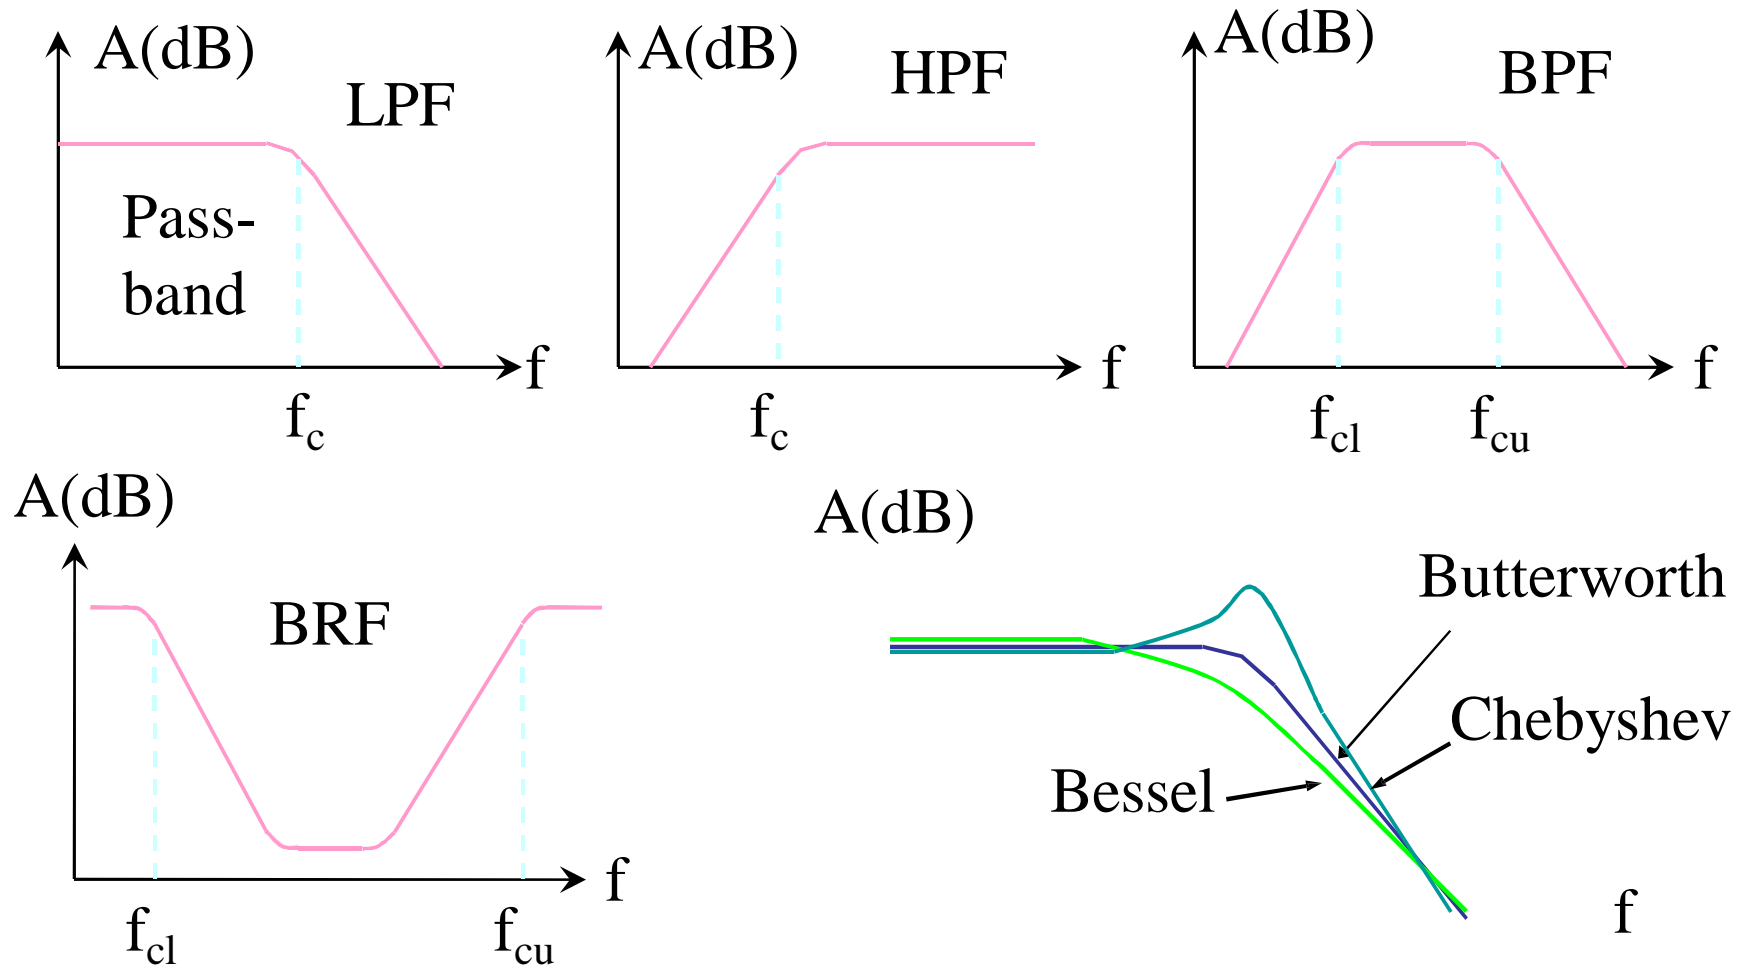 A(dB)
LPF
Pass-
band
f
fc
A(dB)
HPF
f
fc
A(dB)
BPF
f
fcl
fcu
A(dB)
BRF
f
fcl
fcu
A(dB)
Butterworth
Chebyshev
Bessel
f